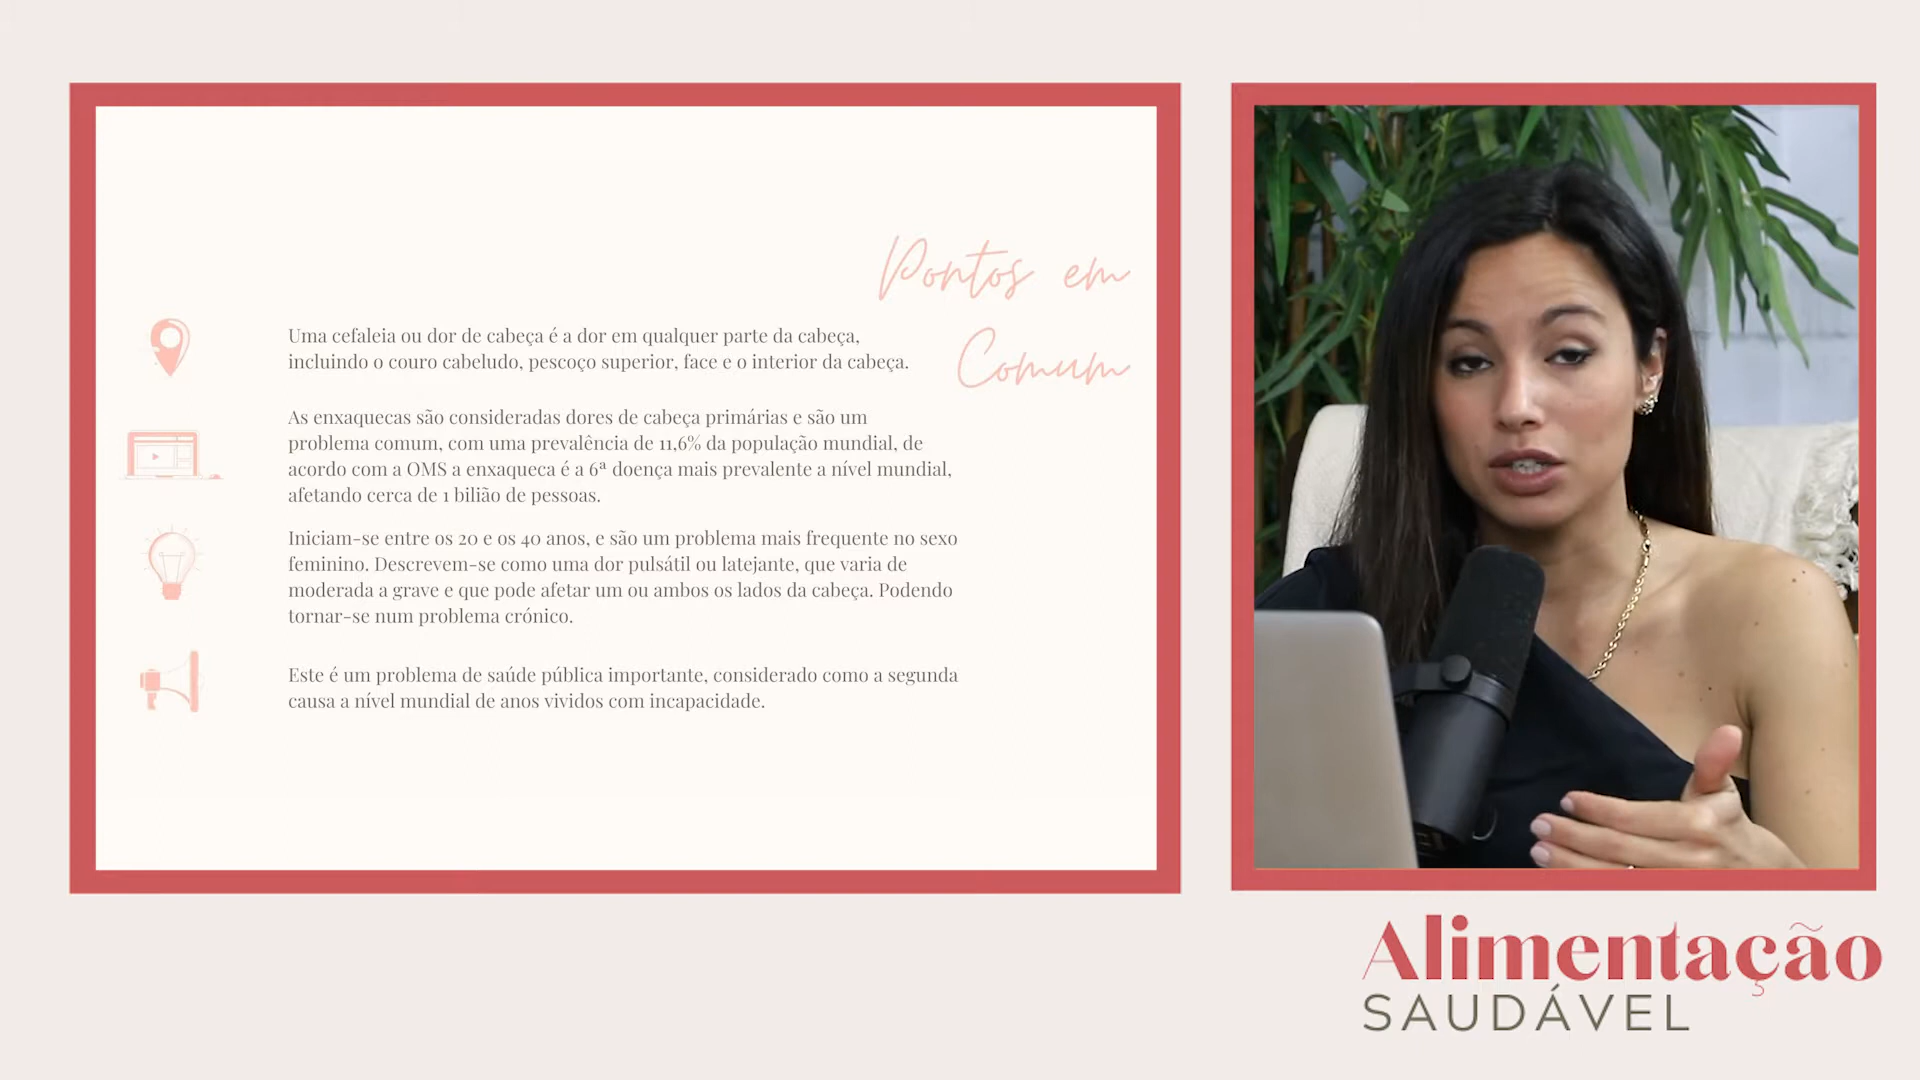 Pontos em
Comum
Uma cefaleia ou dor de cabeça é a dor em qualquer parte da cabeça,
incluindo o couro cabeludo, pescoço superior, face e o interior da cabeça.
As enxaquecas são consideradas dores de cabeça primárias e são um
problema comum, com uma prevalência de 11,6% da população mundial, de
acordo com a OMS a enxaqueca é a 6ª doença mais prevalente a nível mundial,
afetando cerca de 1 bilião de pessoas.
Iniciam-se entre os 20 e os 40 anos, e são um problema mais frequente no sexo
feminino. Descrevem-se como uma dor pulsátil ou latejante, que varia de
moderada a grave e que pode afetar um ou ambos os lados da cabeça. Podendo
tornar-se num problema crónico.
Este é um problema de saúde pública importante, considerado como a segunda
causa a nível mundial de anos vividos com incapacidade.
Alimentação
SAUDÁVEL